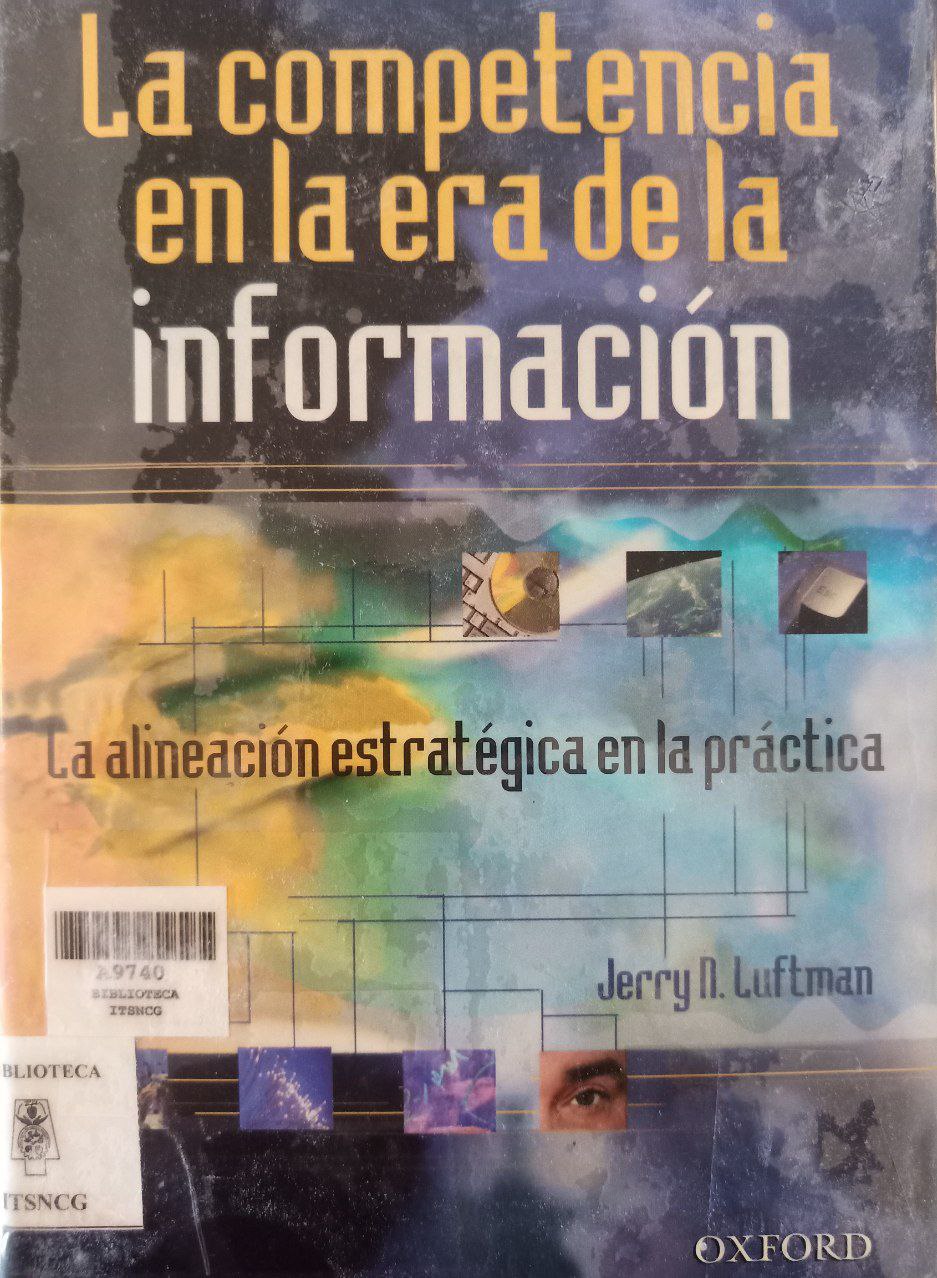 La competencia
en la era de la
información
La alineación estratégica en la práctica
A9740
BIBLIOTECA
ITSNCG
Jerry N. Luftman
BLIOTECA
ITSNCG
OXFORD